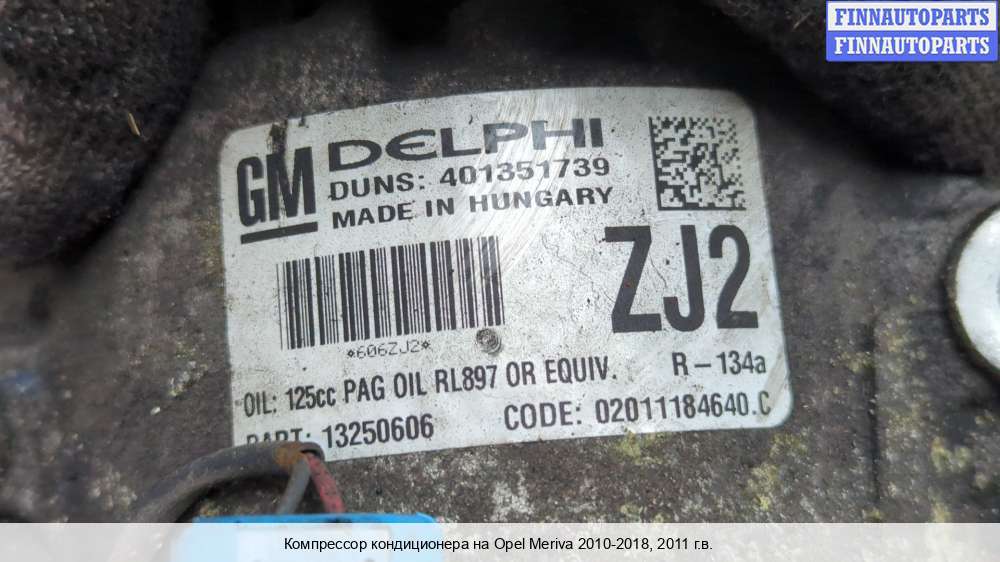 FINNAUTOPARTS
FINNAUTOPARTS
GM DELPHI
DUNS: 401351739
MADE IN HUNGARY
ZJ2
*606ZJ2*
OIL: 125cc PAG OIL RL897 OR EQUIV. R-134a
PART: 13250606 CODE: 02011184640.C
Компрессор кондиционера на Opel Meriva 2010-2018, 2011 г.в.